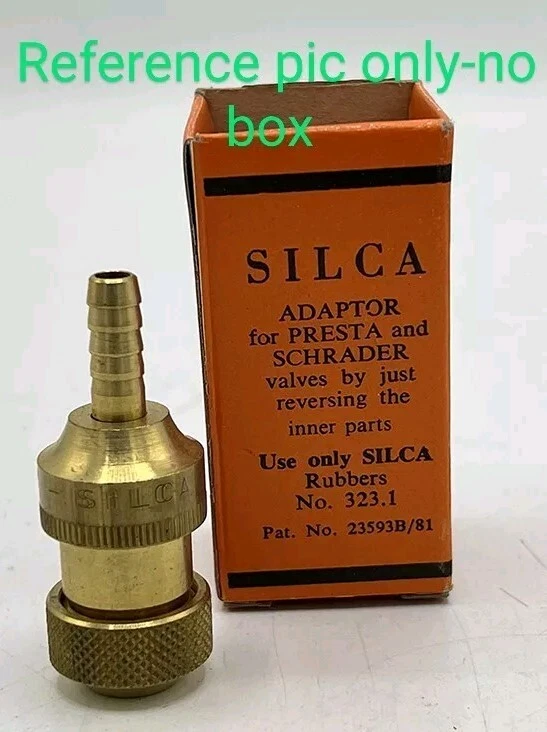 Reference pic only-no
box
SILCA
ADAPTOR
for PRESTA and
SCHRADER
valves by just
reversing the
inner parts
Use only SILCA
Rubbers
No. 323.1
Pat. No. 23593B/81
- SILCA